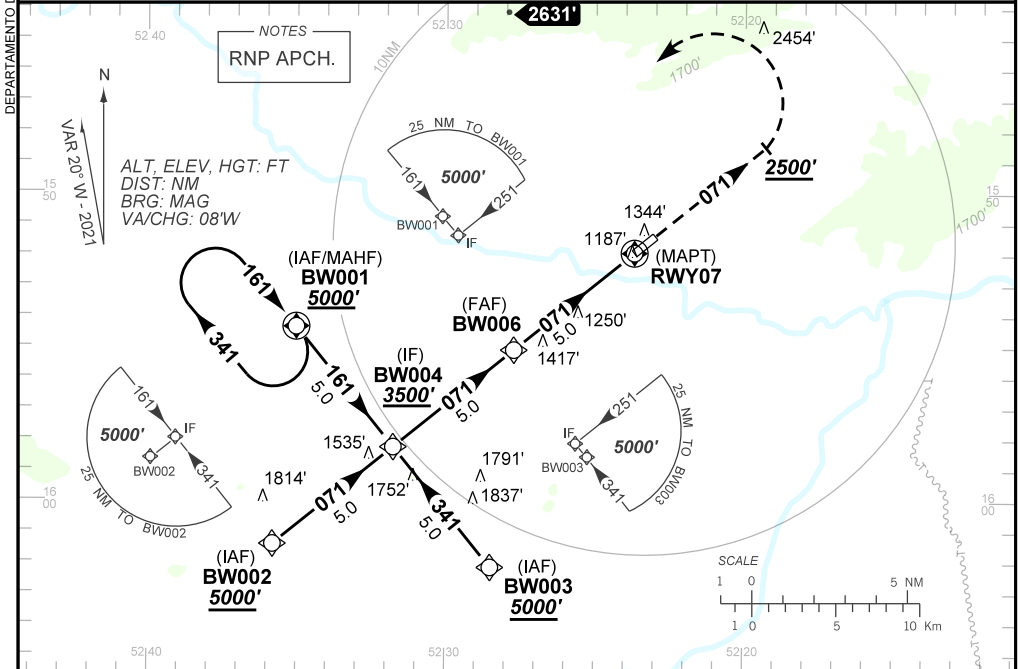 DEPARTAMENTO D
52 40
52 30
2631'
52 20
2454'
NOTES
RNP APCH.
10NM
1700'
N
VAR 20° W - 2021
ALT, ELEV, HGT: FT
DIST: NM
BRG: MAG
VA/CHG: 08'W
25 NM TO BW001
161
5000'
251
BW001
IF
071
2500'
15
50
15
50
1700'
1344'
1187'
(MAPT)
RWY07
(IAF/MAHF)
BW001
5000'
161
341
(FAF)
BW006
071
5.0
1250'
1417'
161
5.0
(IF)
BW004
3500'
071
5.0
161
5000'
IF
BW002
341
25 NM TO BW002
251
IF
5000'
BW003
341
25 NM TO BW003
1535'
1752'
1791'
1837'
1814'
16
00
16
00
071
5.0
341
5.0
(IAF)
BW002
5000'
(IAF)
BW003
5000'
SCALE
1 0 5 NM
1 0 5 10 Km
52 40
52 30
52 20